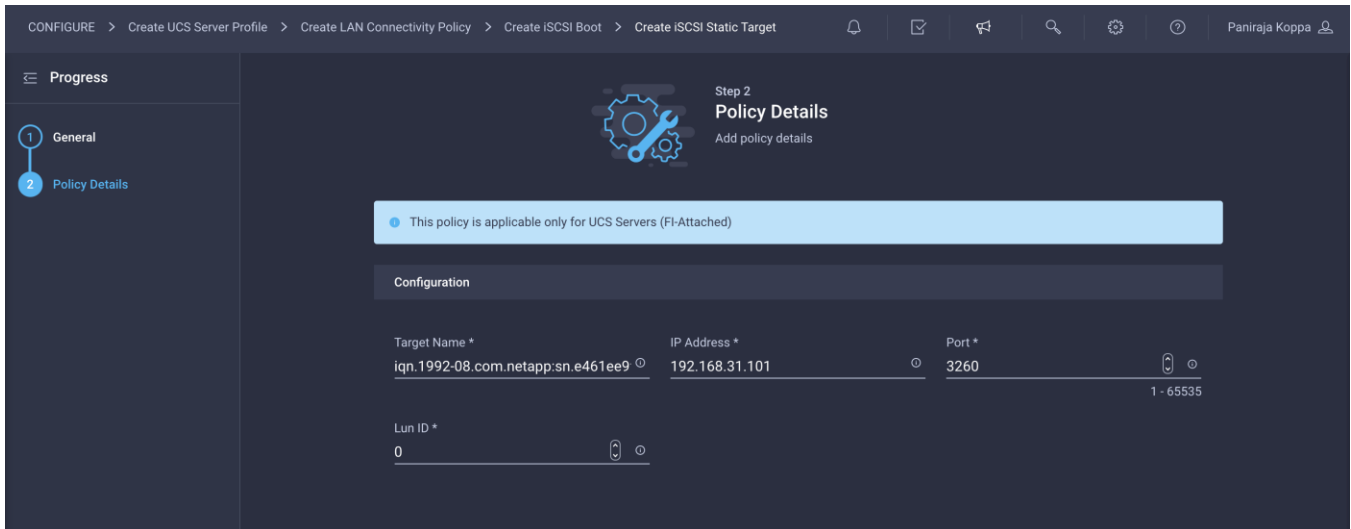 CONFIGURE > Create UCS Server Profile > Create LAN Connectivity Policy > Create iSCSI Boot > Create iSCSI Static Target
Paniraja Koppa
Progress
1 General
2 Policy Details
Step 2
Policy Details
Add policy details
This policy is applicable only for UCS Servers (FI-Attached)
Configuration
Target Name * IP Address * Port *
iqn.1992-08.com.netapp:sn.e461ee9 192.168.31.101 3260
1 - 65535
Lun ID *
0